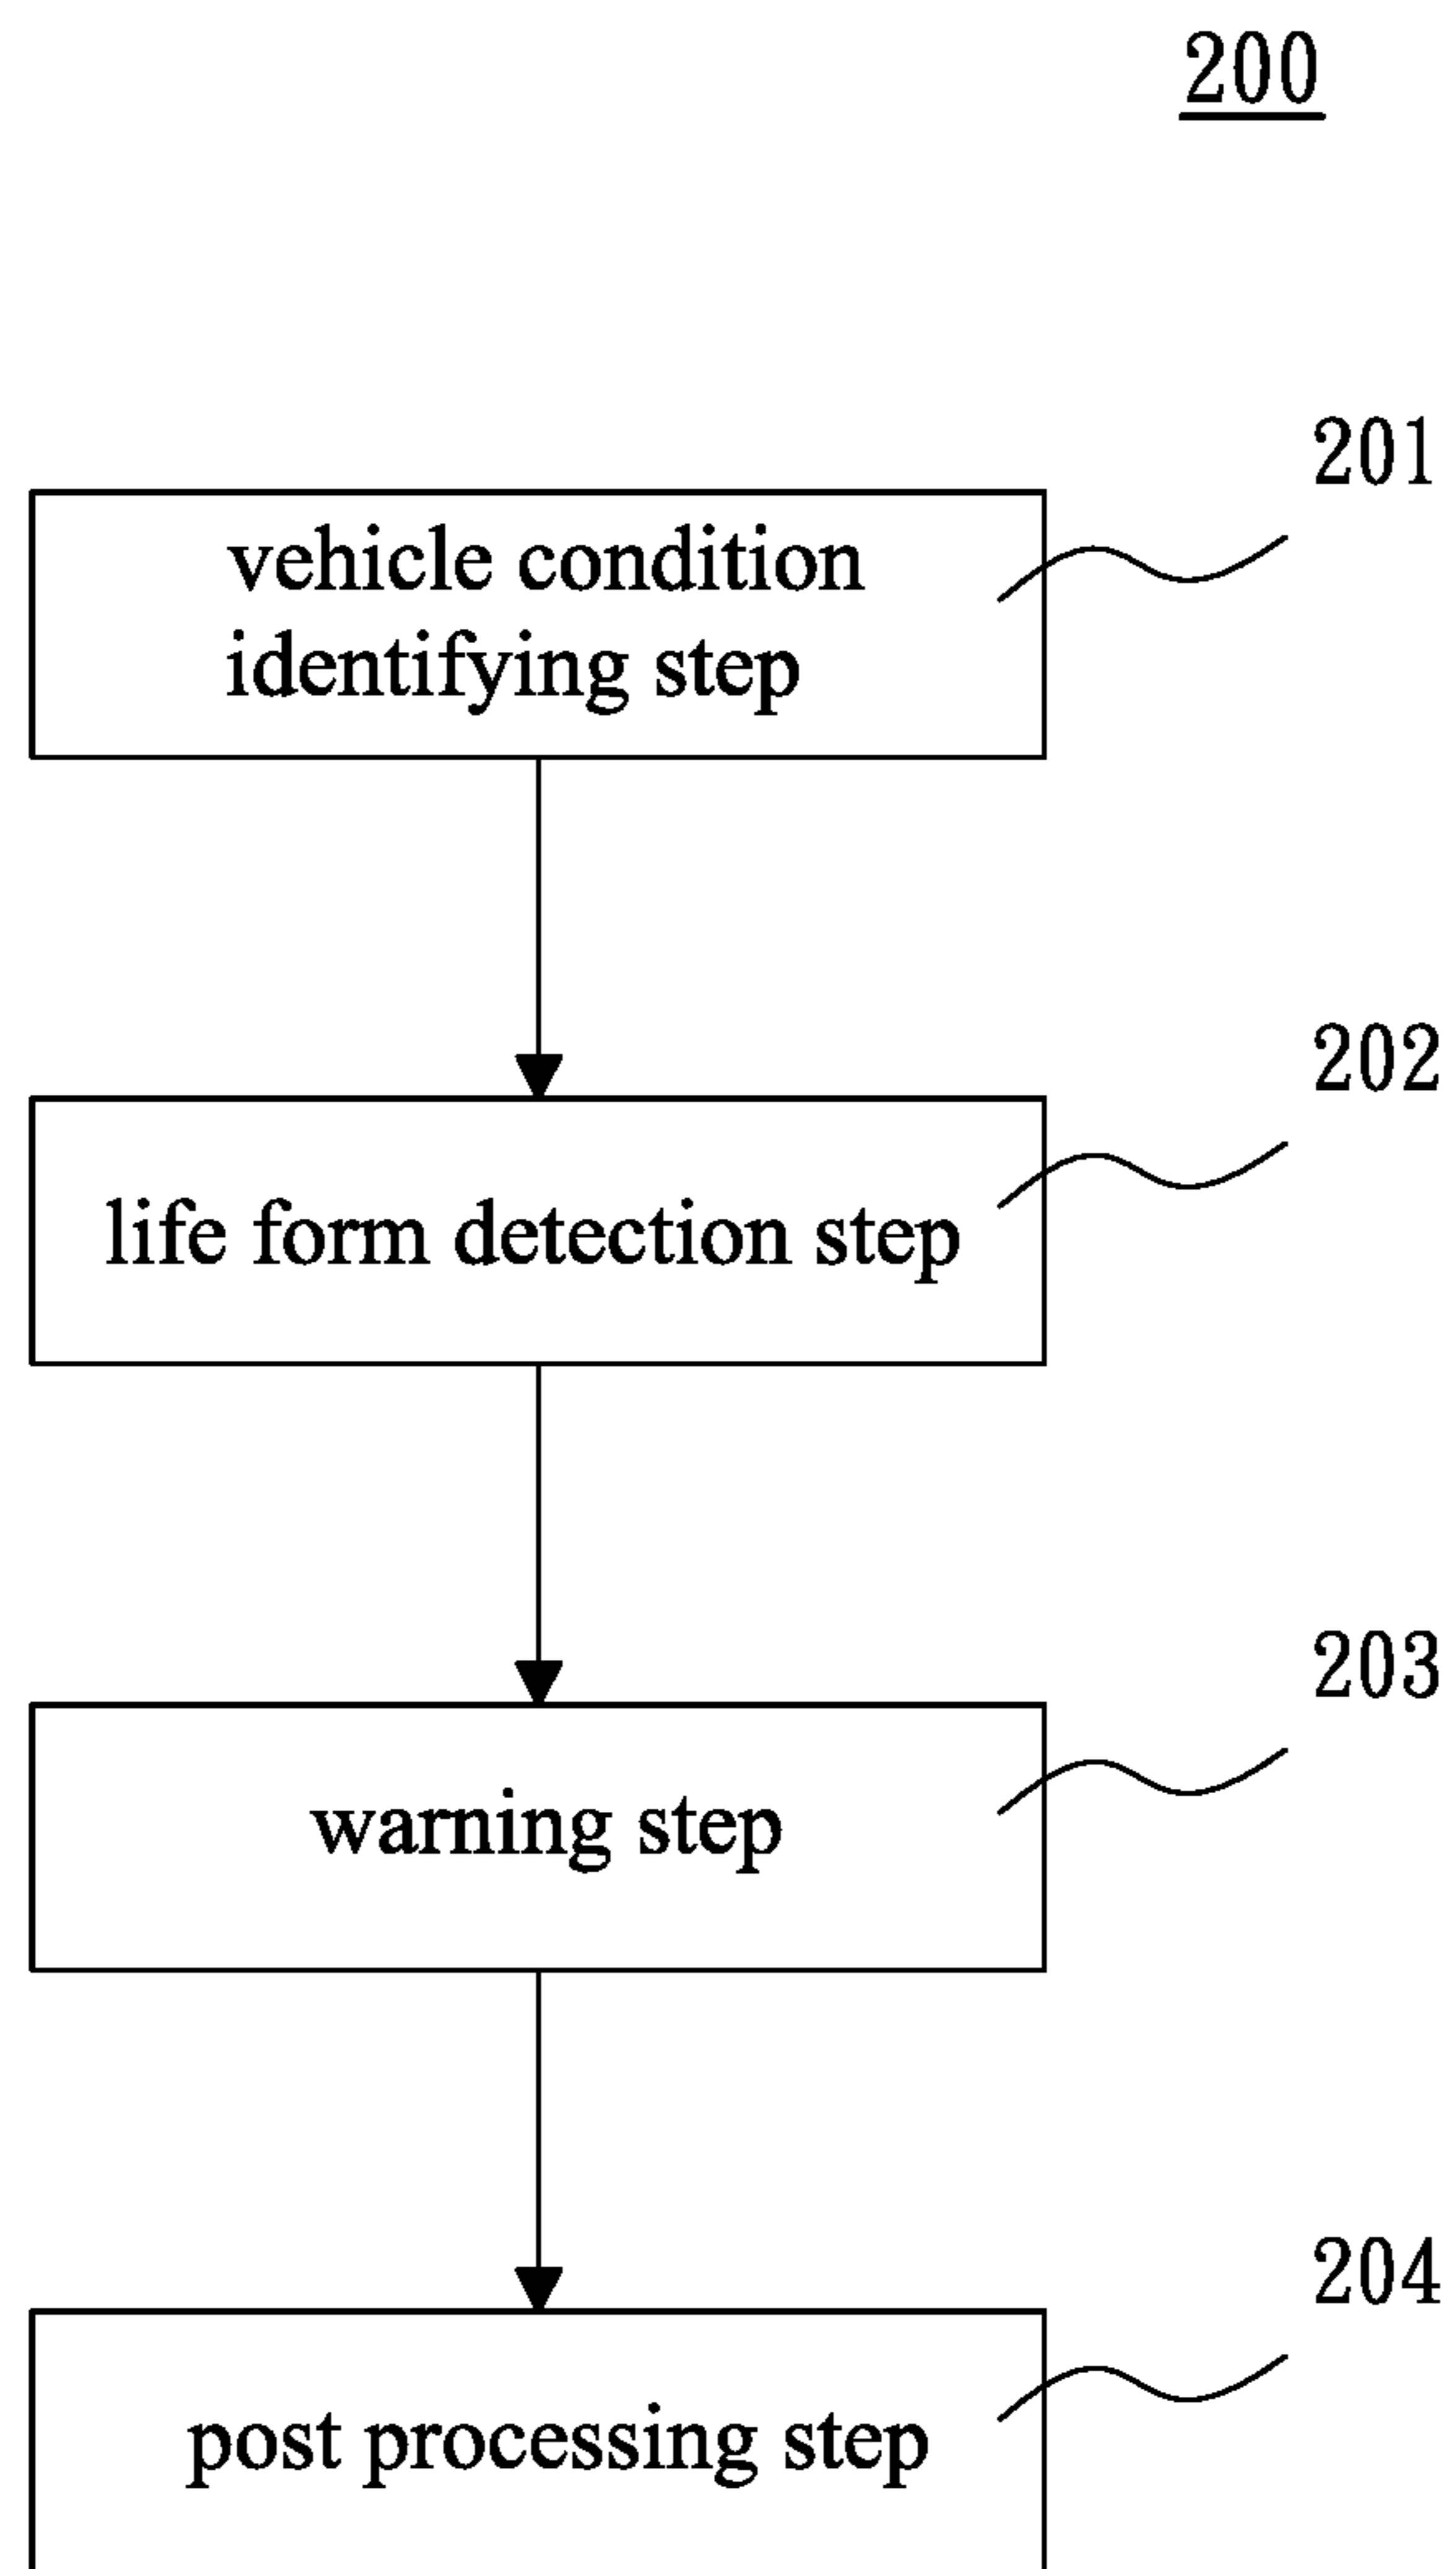 200
201
vehicle condition
identifying step
202
life form detection step
203
warning step
204
post processing step